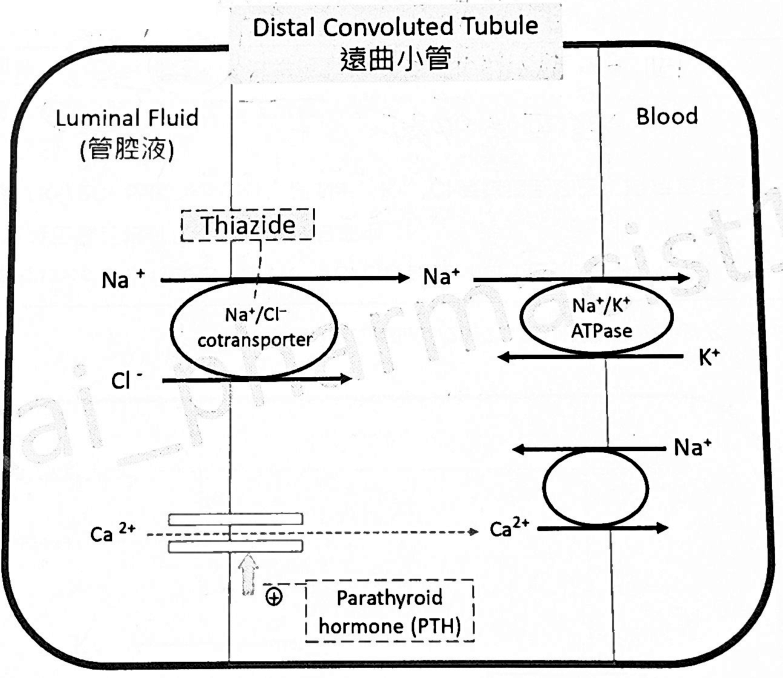 Distal Convoluted Tubule
遠曲小管
Luminal Fluid
(管腔液)
Blood
Thiazide
Na⁺
Na⁺
Na⁺/Cl⁻
cotransporter
Na⁺/K⁺
ATPase
K⁺
Cl⁻
Na⁺
Ca²⁺
Ca²⁺
⊕
Parathyroid
hormone (PTH)
ai_pharmacist